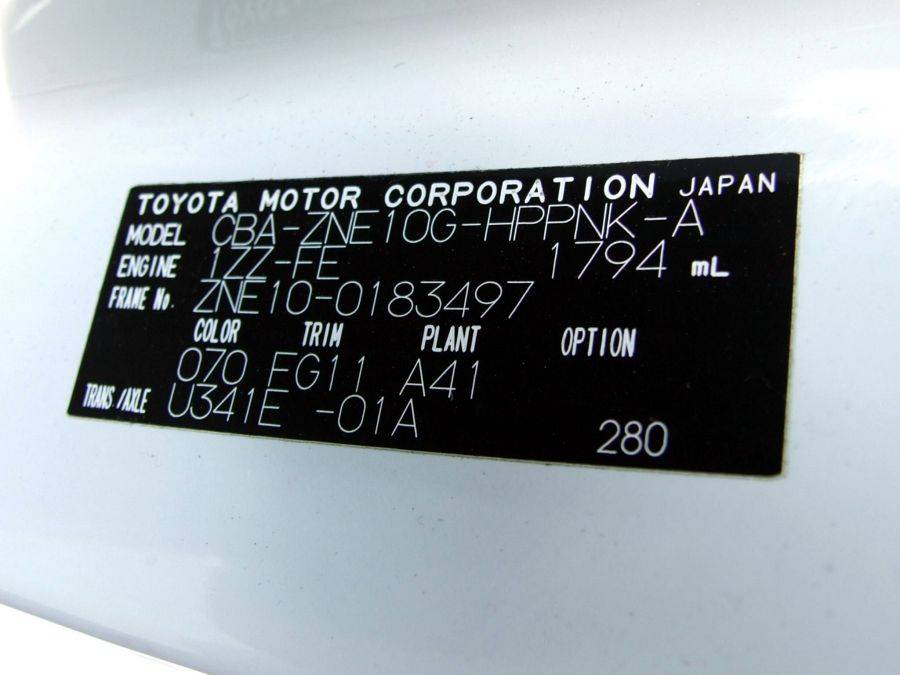 TOYOTA MOTOR CORPORATION JAPAN
MODEL CBA-ZNE10G-HPPNK-A
ENGINE 1ZZ-FE 1794 mL
FRAME No. ZNE10-0183497
COLOR TRIM PLANT OPTION
070 FG11 A41
TRANS./AXLE U341E -01A
280